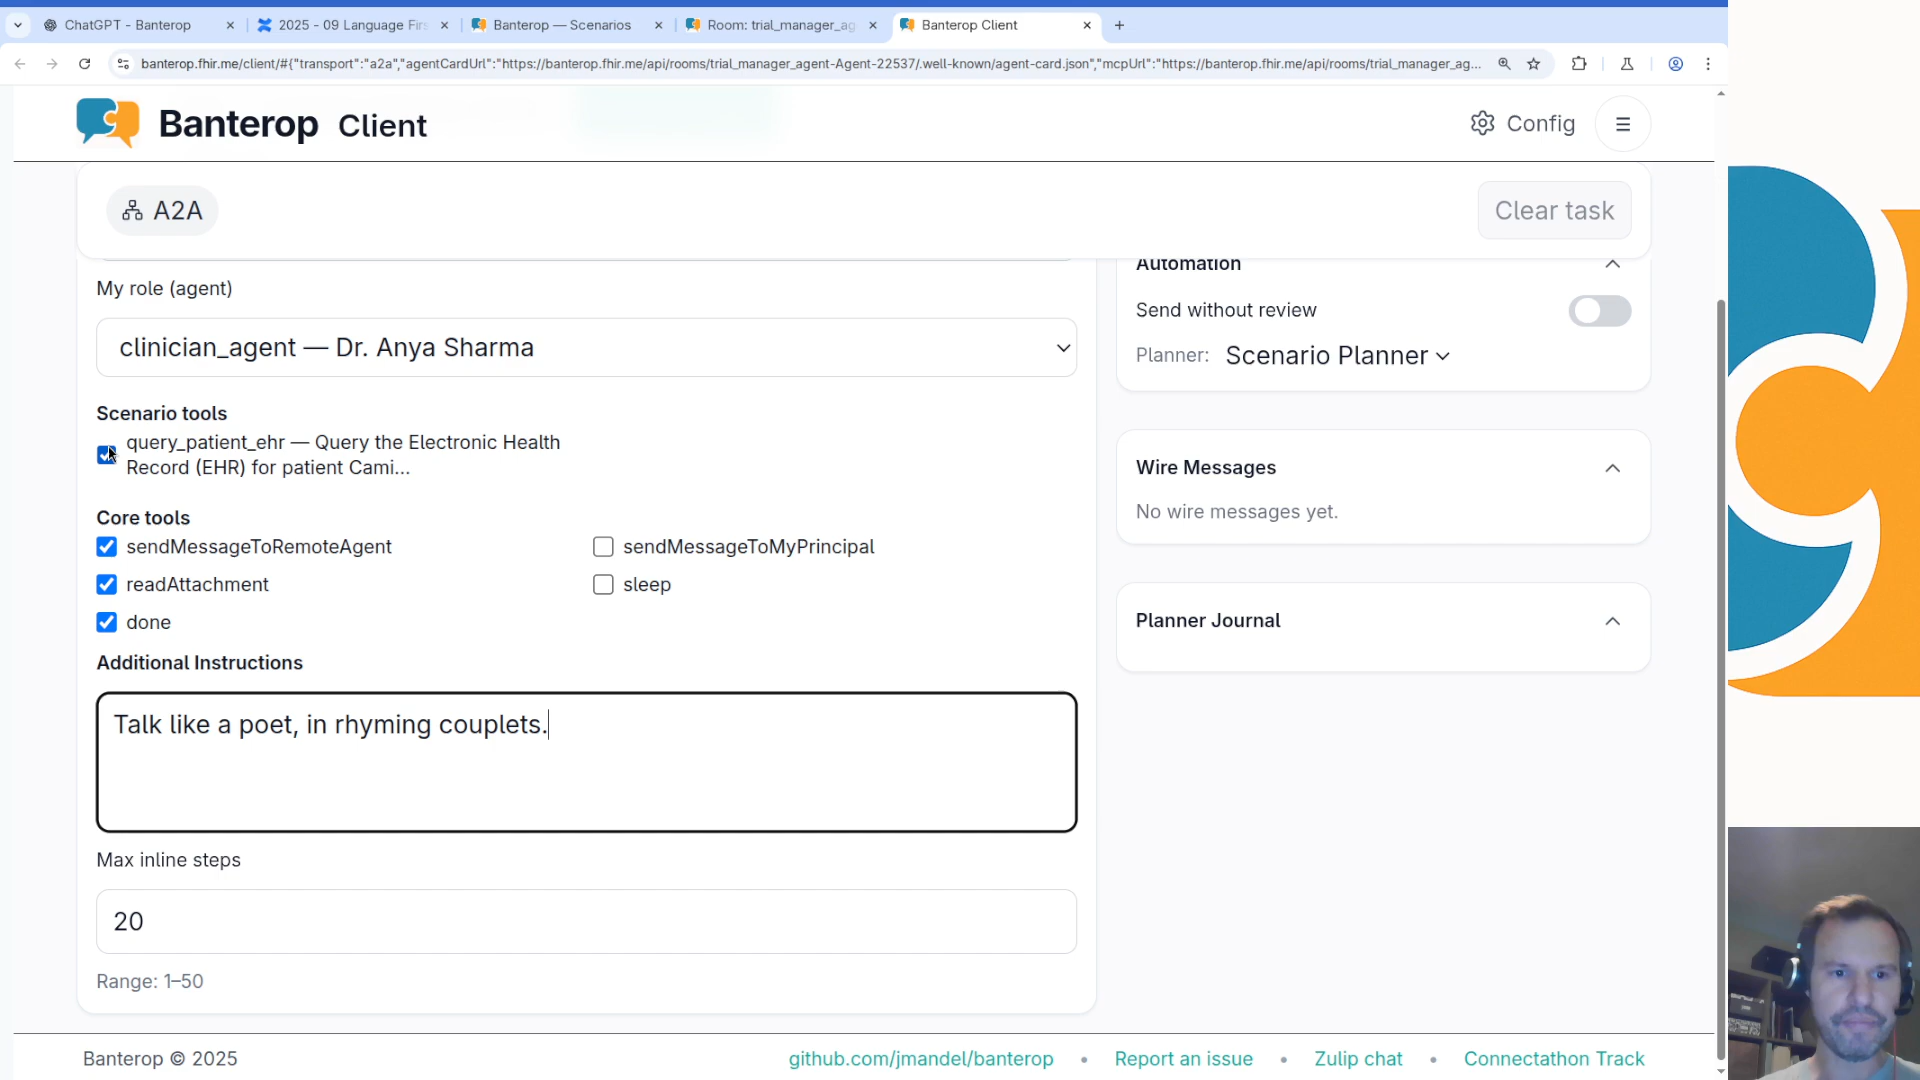 ChatGPT - Banterop
2025 - 09 Language Firs
Banterop — Scenarios
Room: trial_manager_ag
Banterop Client
banterop.fhir.me/client/#{"transport":"a2a","agentCardUrl":"https://banterop.fhir.me/api/rooms/trial_manager_agent-Agent-22537/.well-known/agent-card.json","mcpUrl":"https://banterop.fhir.me/api/rooms/trial_manager_ag...
Banterop Client
Config
A2A
Clear task
My role (agent)
clinician_agent — Dr. Anya Sharma
Scenario tools
query_patient_ehr — Query the Electronic Health
Record (EHR) for patient Cami...
Core tools
sendMessageToRemoteAgent
sendMessageToMyPrincipal
readAttachment
sleep
done
Additional Instructions
Talk like a poet, in rhyming couplets.
Max inline steps
20
Range: 1–50
Automation
Send without review
Planner: Scenario Planner
Wire Messages
No wire messages yet.
Planner Journal
Banterop © 2025
github.com/jmandel/banterop • Report an issue • Zulip chat • Connectathon Track